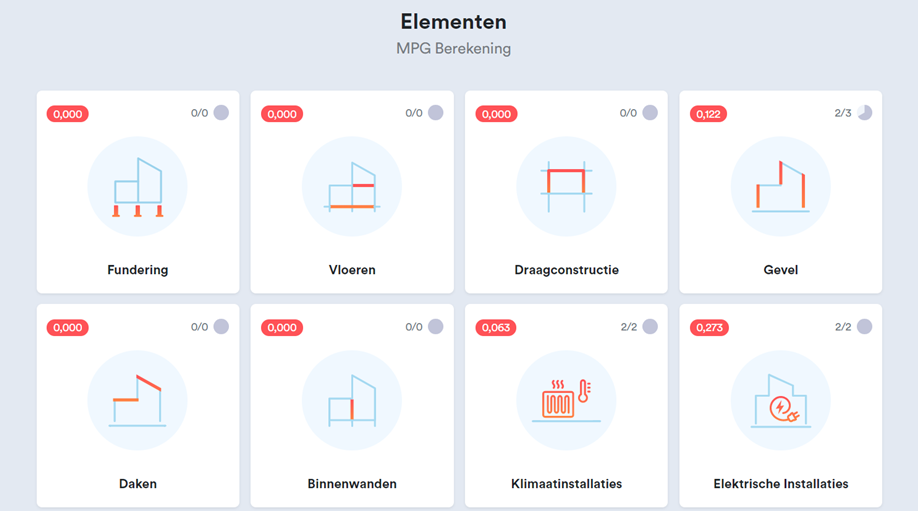 Elementen
MPG Berekening
0,000 0/0
Fundering
0,000 0/0
Vloeren
0,000 0/0
Draagconstructie
0,122 2/3
Gevel
0,000 0/0
Daken
0,000 0/0
Binnenwanden
0,063 2/2
Klimaatinstallaties
0,273 2/2
Elektrische Installaties